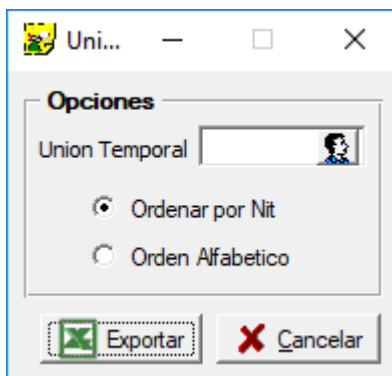 Uni...
Opciones
Union Temporal
Ordenar por Nit
Orden Alfabetico
Exportar Cancelar